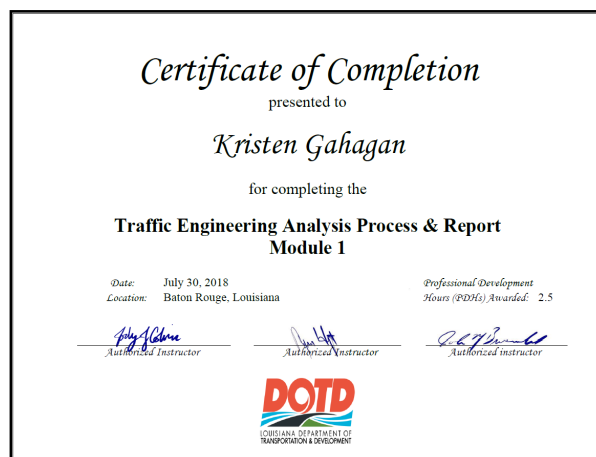 Certificate of Completion
presented to
Kristen Gahagan
for completing the
Traffic Engineering Analysis Process & Report
Module 1
Date: July 30, 2018
Location: Baton Rouge, Louisiana
Professional Development
Hours (PDHs) Awarded: 2.5
Authorized Instructor
Authorized Instructor
Authorized instructor
DOTD
LOUISIANA DEPARTMENT OF
TRANSPORTATION & DEVELOPMENT